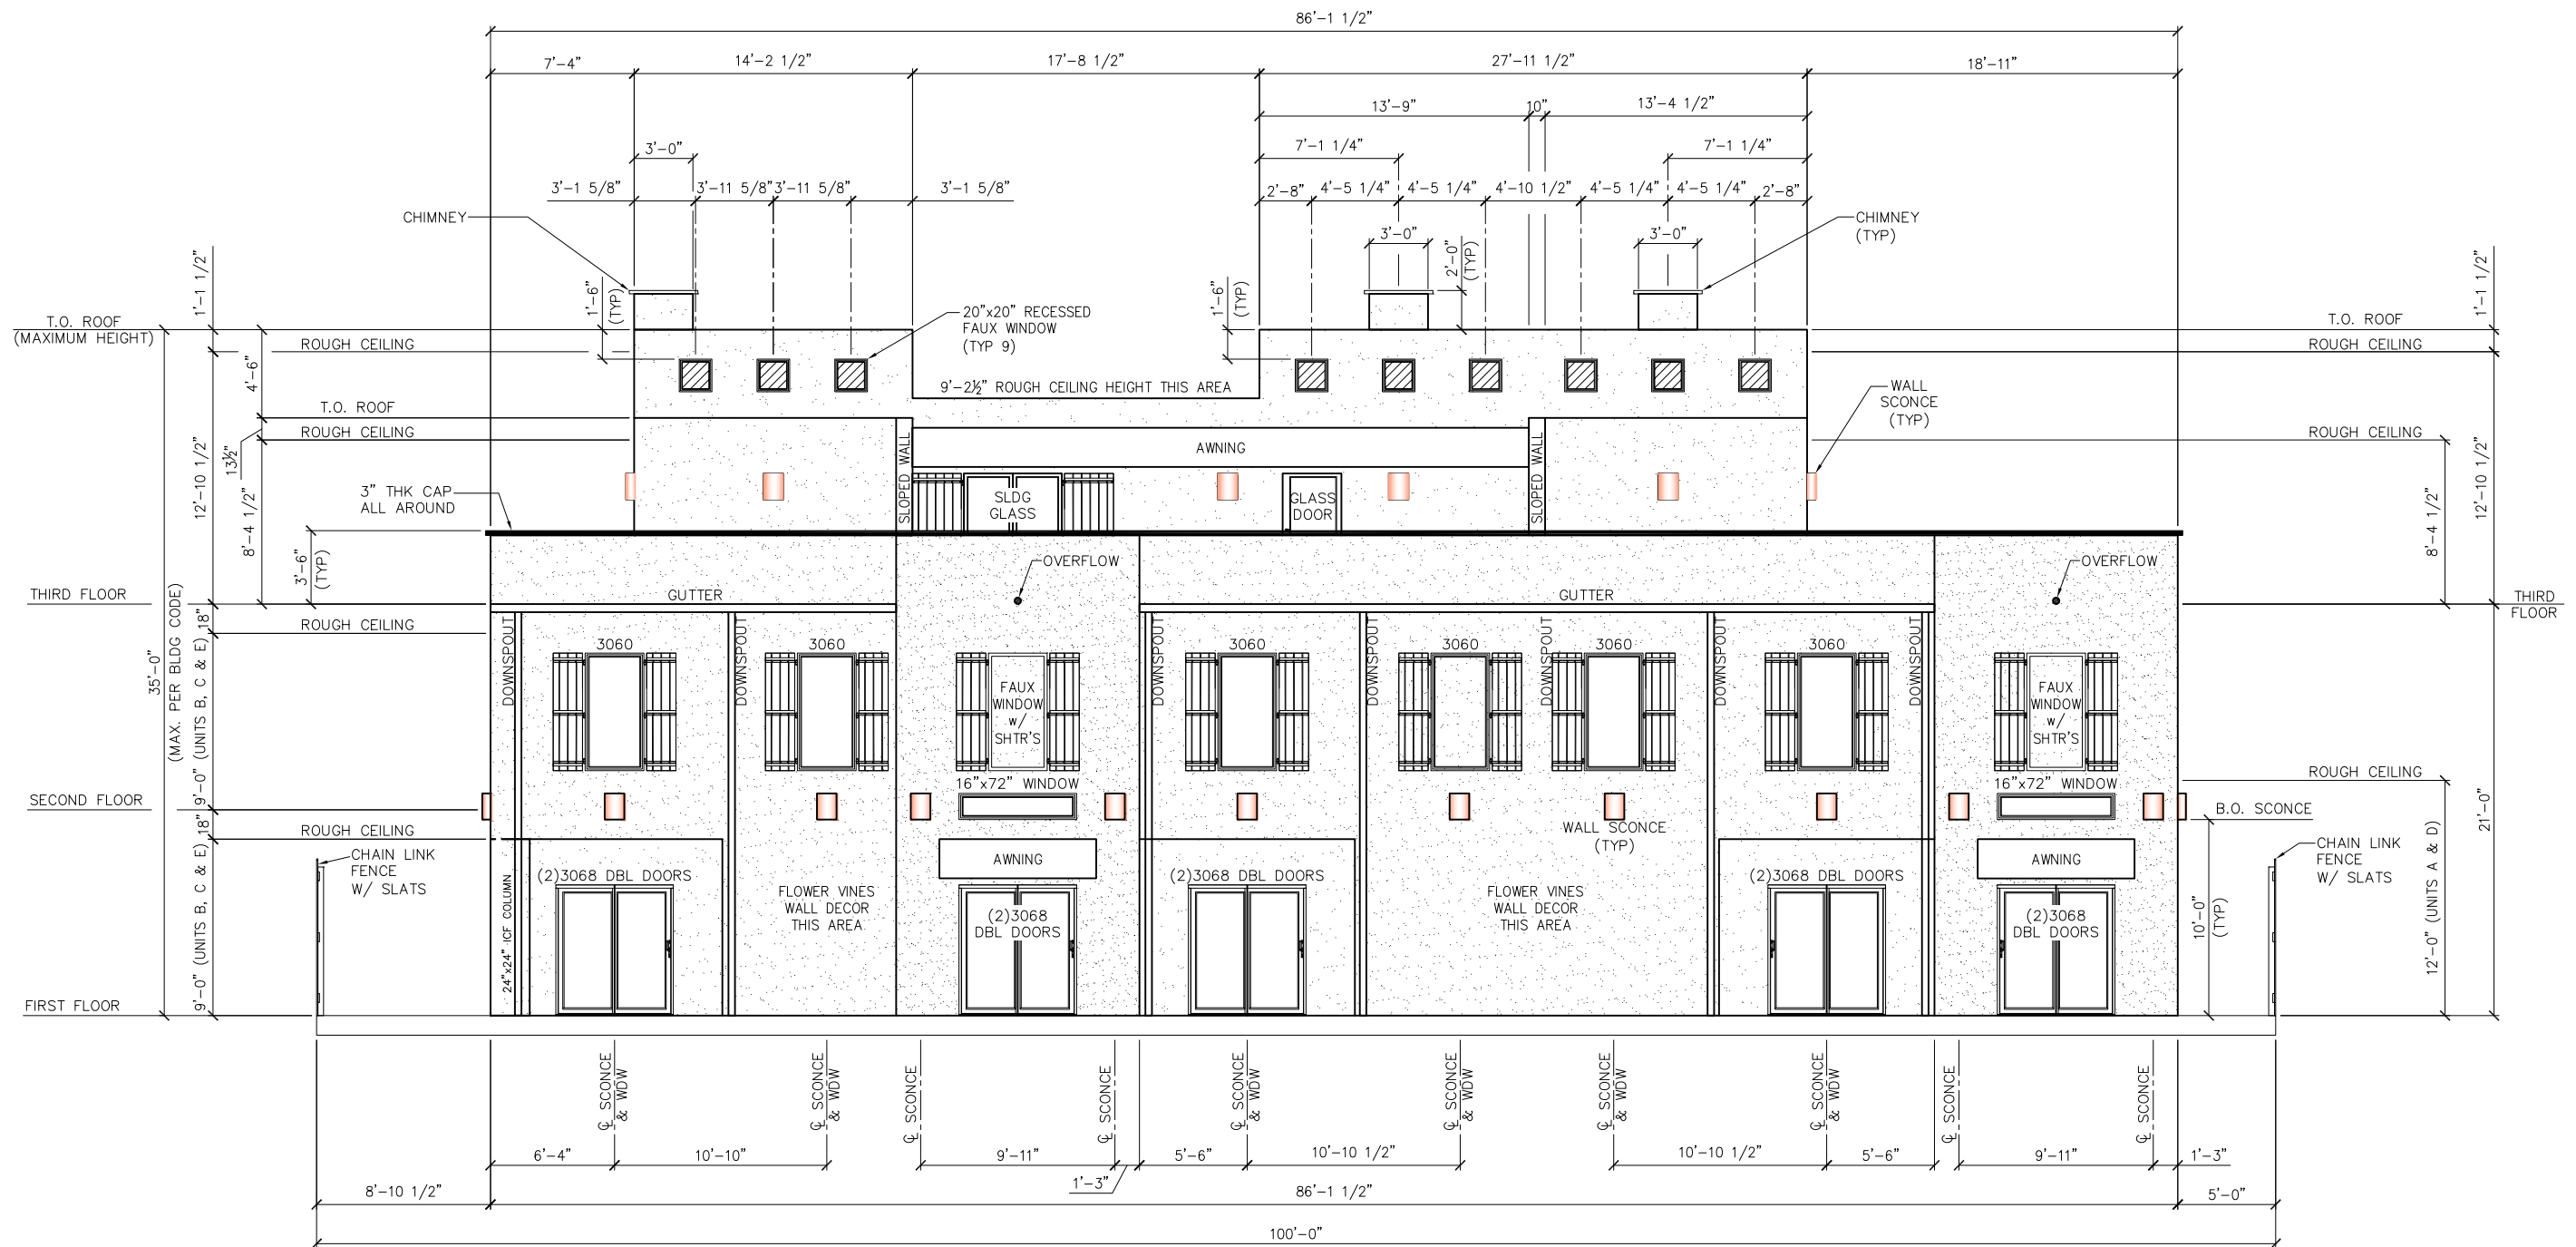 86'-1 1/2"
7'-4"
14'-2 1/2"
17'-8 1/2"
27'-11 1/2"
18'-11"
13'-9"
10"
13'-4 1/2"
3'-0"
7'-1 1/4"
7'-1 1/4"
3'-1 5/8"
3'-11 5/8"
3'-11 5/8"
3'-1 5/8"
2'-8"
4'-5 1/4"
4'-5 1/4"
4'-10 1/2"
4'-5 1/4"
4'-5 1/4"
2'-8"
CHIMNEY
CHIMNEY
(TYP)
3'-0"
2'-0"
(TYP)
3'-0"
1'-1 1/2"
1'-6"
(TYP)
1'-6"
(TYP)
1'-1 1/2"
20"x20" RECESSED
FAUX WINDOW
(TYP 9)
T.O. ROOF
(MAXIMUM HEIGHT)
T.O. ROOF
ROUGH CEILING
ROUGH CEILING
4'-6"
9'-2½" ROUGH CEILING HEIGHT THIS AREA
WALL
SCONCE
(TYP)
T.O. ROOF
ROUGH CEILING
ROUGH CEILING
13½"
12'-10 1/2"
8'-4 1/2"
AWNING
SLOPED WALL
SLOPED WALL
12'-10 1/2"
8'-4 1/2"
3" THK CAP
ALL AROUND
SLDG
GLASS
GLASS
DOOR
3'-6"
(TYP)
OVERFLOW
OVERFLOW
THIRD FLOOR
GUTTER
GUTTER
THIRD
FLOOR
18"
ROUGH CEILING
35'-0"
(MAX. PER BLDG CODE)
9'-0" (UNITS B, C & E)
DOWNSPOUT
DOWNSPOUT
DOWNSPOUT
DOWNSPOUT
DOWNSPOUT
DOWNSPOUT
DOWNSPOUT
3060
3060
3060
3060
3060
3060
FAUX
WINDOW
w/
SHTR'S
FAUX
WINDOW
w/
SHTR'S
16"x72" WINDOW
16"x72" WINDOW
ROUGH CEILING
SECOND FLOOR
B.O. SCONCE
21'-0"
18"
ROUGH CEILING
WALL SCONCE
(TYP)
9'-0" (UNITS B, C & E)
CHAIN LINK
FENCE
W/ SLATS
AWNING
AWNING
CHAIN LINK
FENCE
W/ SLATS
12'-0" (UNITS A & D)
10'-0"
(TYP)
24"x24" ICF COLUMN
(2)3068 DBL DOORS
(2)3068 DBL DOORS
(2)3068 DBL DOORS
FLOWER VINES
WALL DECOR
THIS AREA
FLOWER VINES
WALL DECOR
THIS AREA
(2)3068
DBL DOORS
(2)3068
DBL DOORS
FIRST FLOOR
℄ SCONCE
& WDW
℄ SCONCE
& WDW
℄ SCONCE
℄ SCONCE
℄ SCONCE
& WDW
℄ SCONCE
& WDW
℄ SCONCE
& WDW
℄ SCONCE
& WDW
℄ SCONCE
℄ SCONCE
6'-4"
10'-10"
9'-11"
1'-3"
5'-6"
10'-10 1/2"
10'-10 1/2"
5'-6"
9'-11"
1'-3"
8'-10 1/2"
86'-1 1/2"
5'-0"
100'-0"